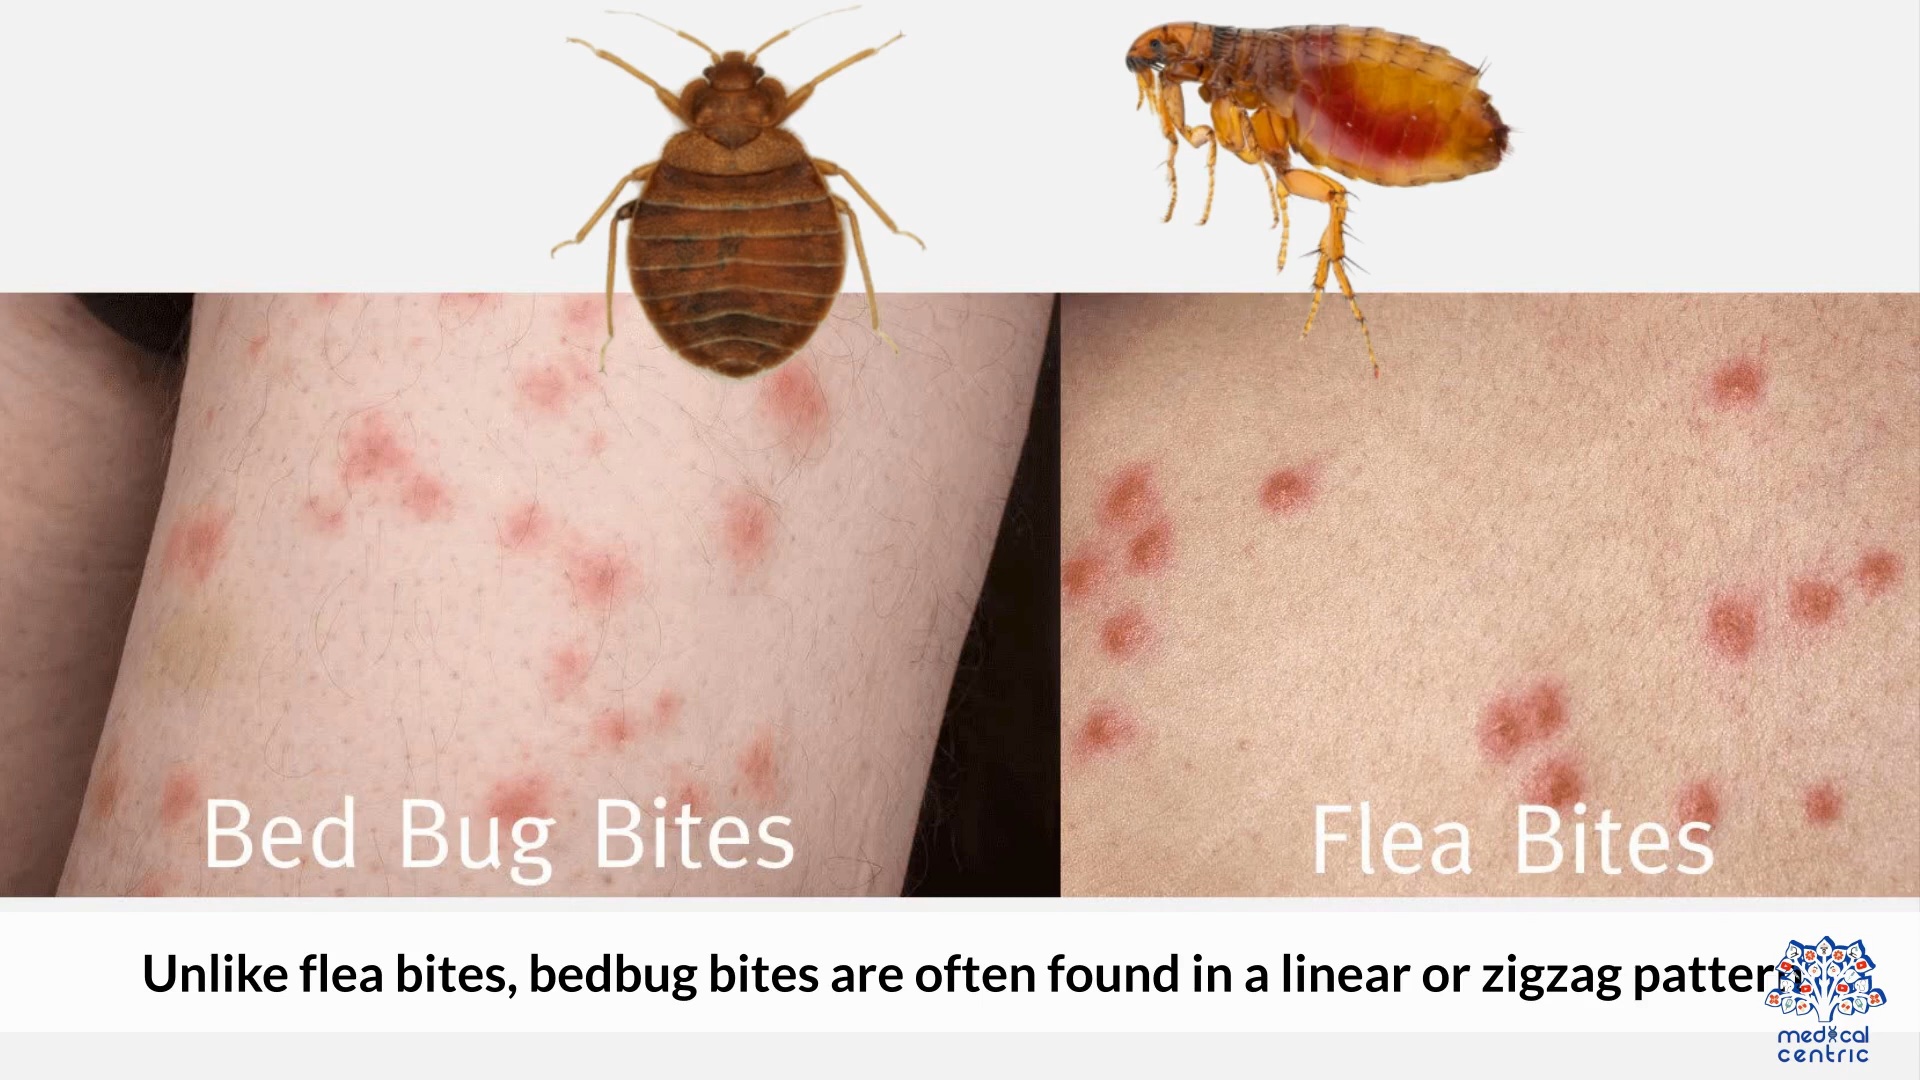 Bed Bug Bites
Flea Bites
Unlike flea bites, bedbug bites are often found in a linear or zigzag pattern
medical
centric